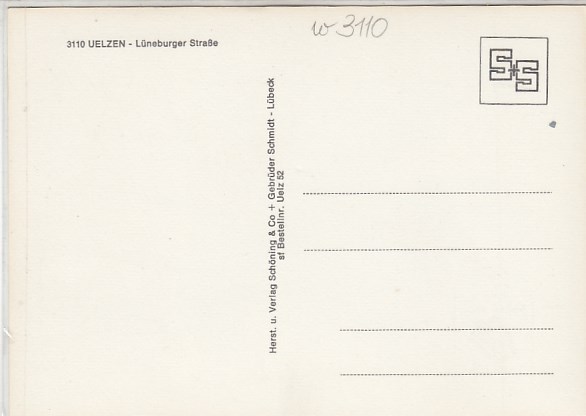 w 3110
3110 UELZEN - Lüneburger Straße
S+S
Herst. u. Verlag Schöning & Co + Gebrüder Schmidt - Lübeck
sf Bestellnr. Uelz 52